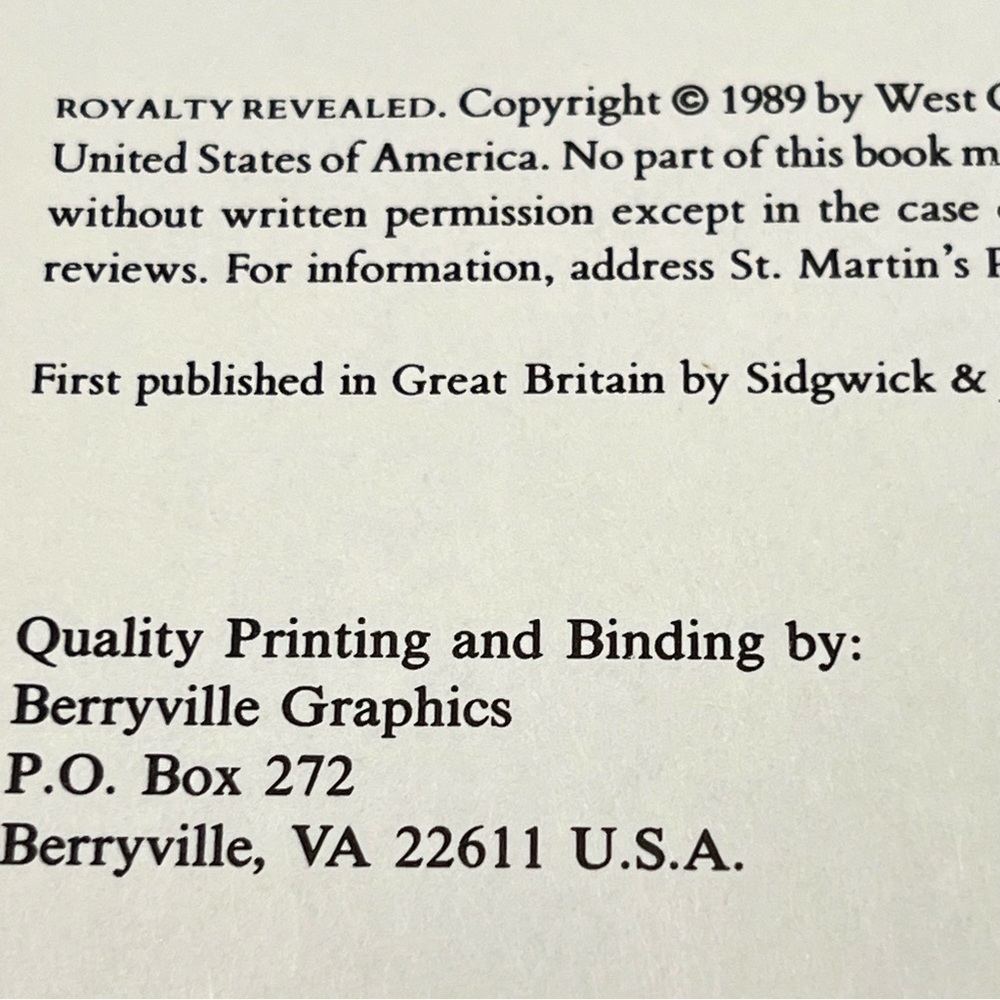 ROYALTY REVEALED. Copyright © 1989 by West
United States of America. No part of this book
without written permission except in the case
reviews. For information, address St. Martin's
First published in Great Britain by Sidgwick &
Quality Printing and Binding by:
Berryville Graphics
P.O. Box 272
Berryville, VA 22611 U.S.A.